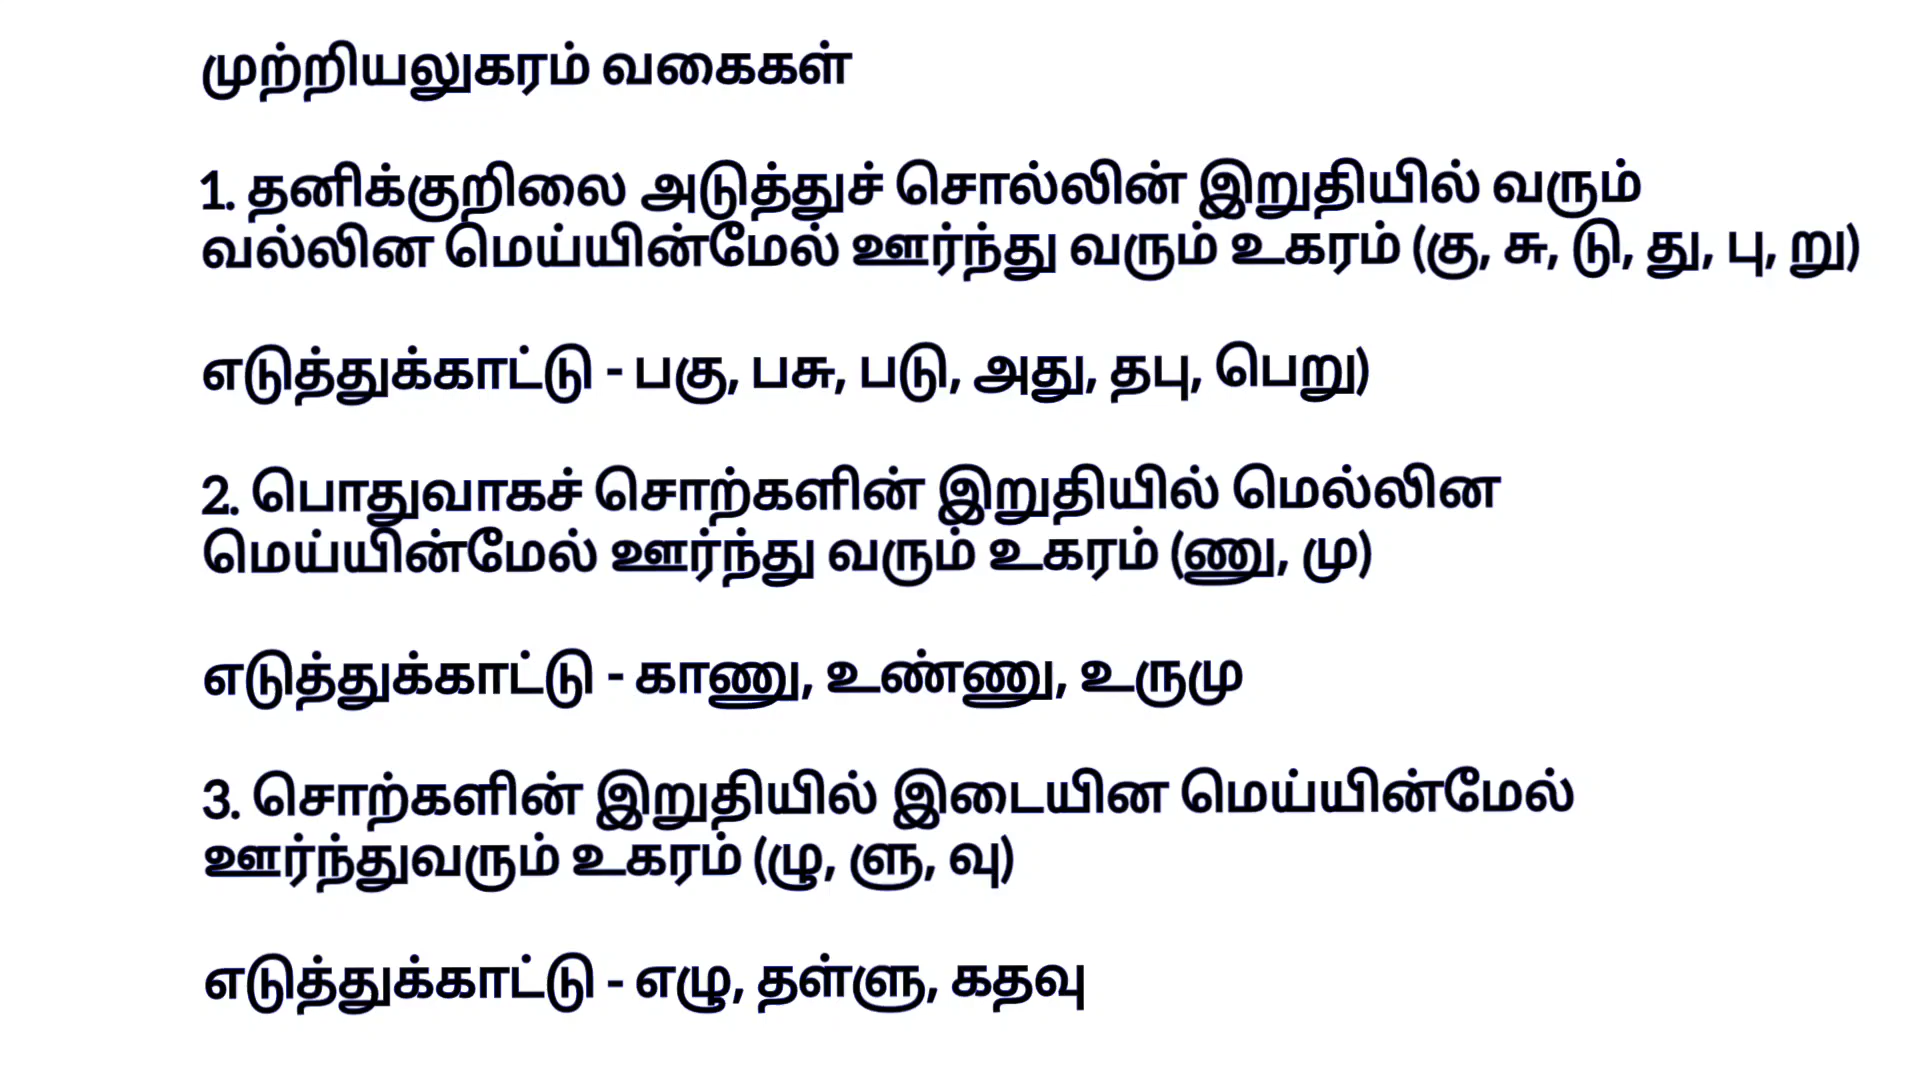 முற்றியலுகரம் வகைகள்
1. தனிக்குறிலை அடுத்துச் சொல்லின் இறுதியில் வரும்
வல்லின மெய்யின்மேல் ஊர்ந்து வரும் உகரம் (கு, சு, டு, து, பு, று)
எடுத்துக்காட்டு - பகு, பசு, படு, அது, தபு, பெறு)
2. பொதுவாகச் சொற்களின் இறுதியில் மெல்லின
மெய்யின்மேல் ஊர்ந்து வரும் உகரம் (ணு, மு)
எடுத்துக்காட்டு - காணு, உண்ணு, உருமு
3. சொற்களின் இறுதியில் இடையின மெய்யின்மேல்
ஊர்ந்துவரும் உகரம் (ழு, ளு, வு)
எடுத்துக்காட்டு - எழு, தள்ளு, கதவு